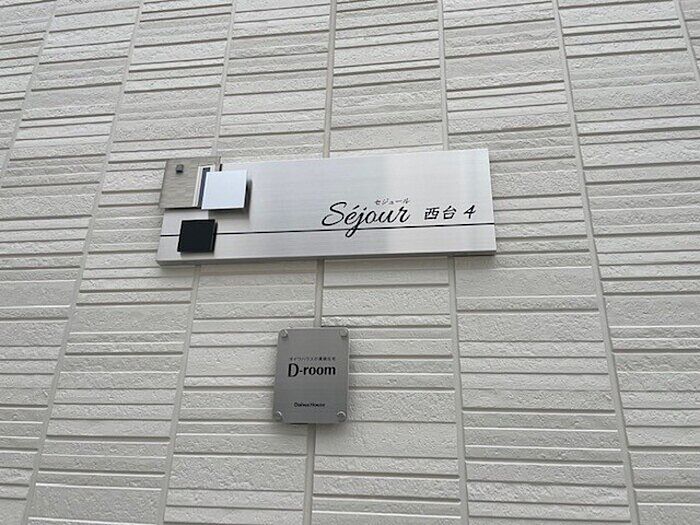 セジュール
Séjour 西台 4
ダイワハウスの賃貸住宅
D-room
Daiwa House